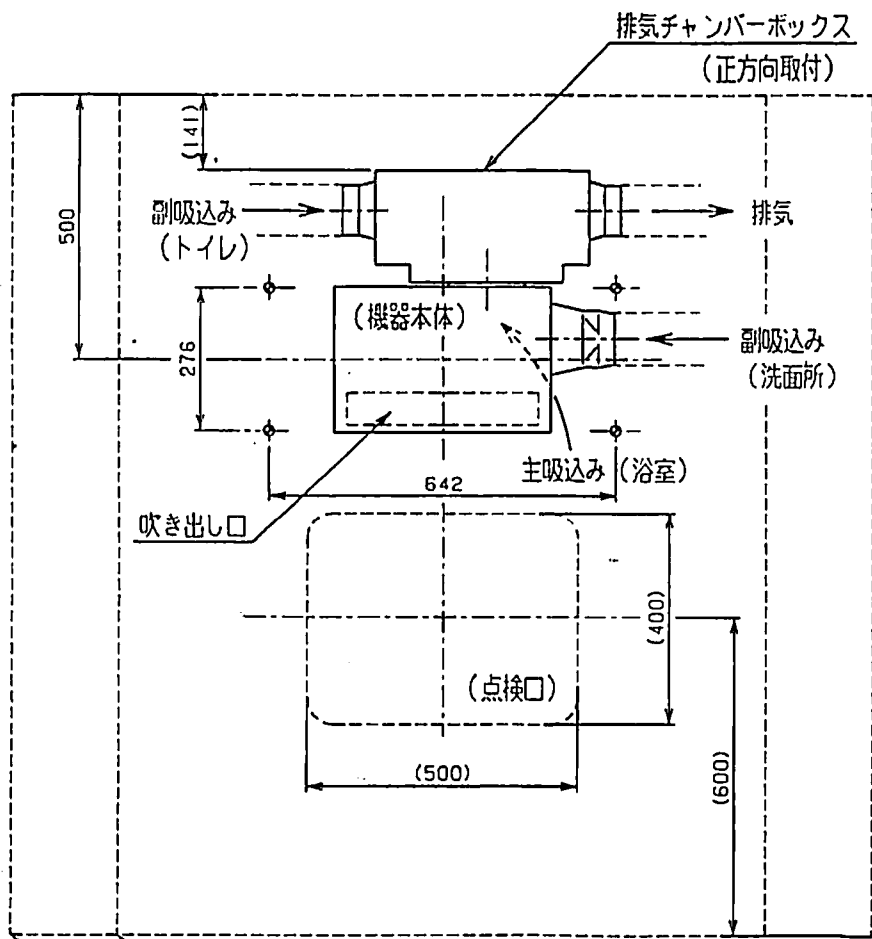 排気チャンバーボックス
(正方向取付)
(141)
500
副吸込み
(トイレ)
排気
(機器本体)
276
副吸込み
(洗面所)
主吸込み(浴室)
642
吹き出し口
(400)
(点検口)
(500)
(600)